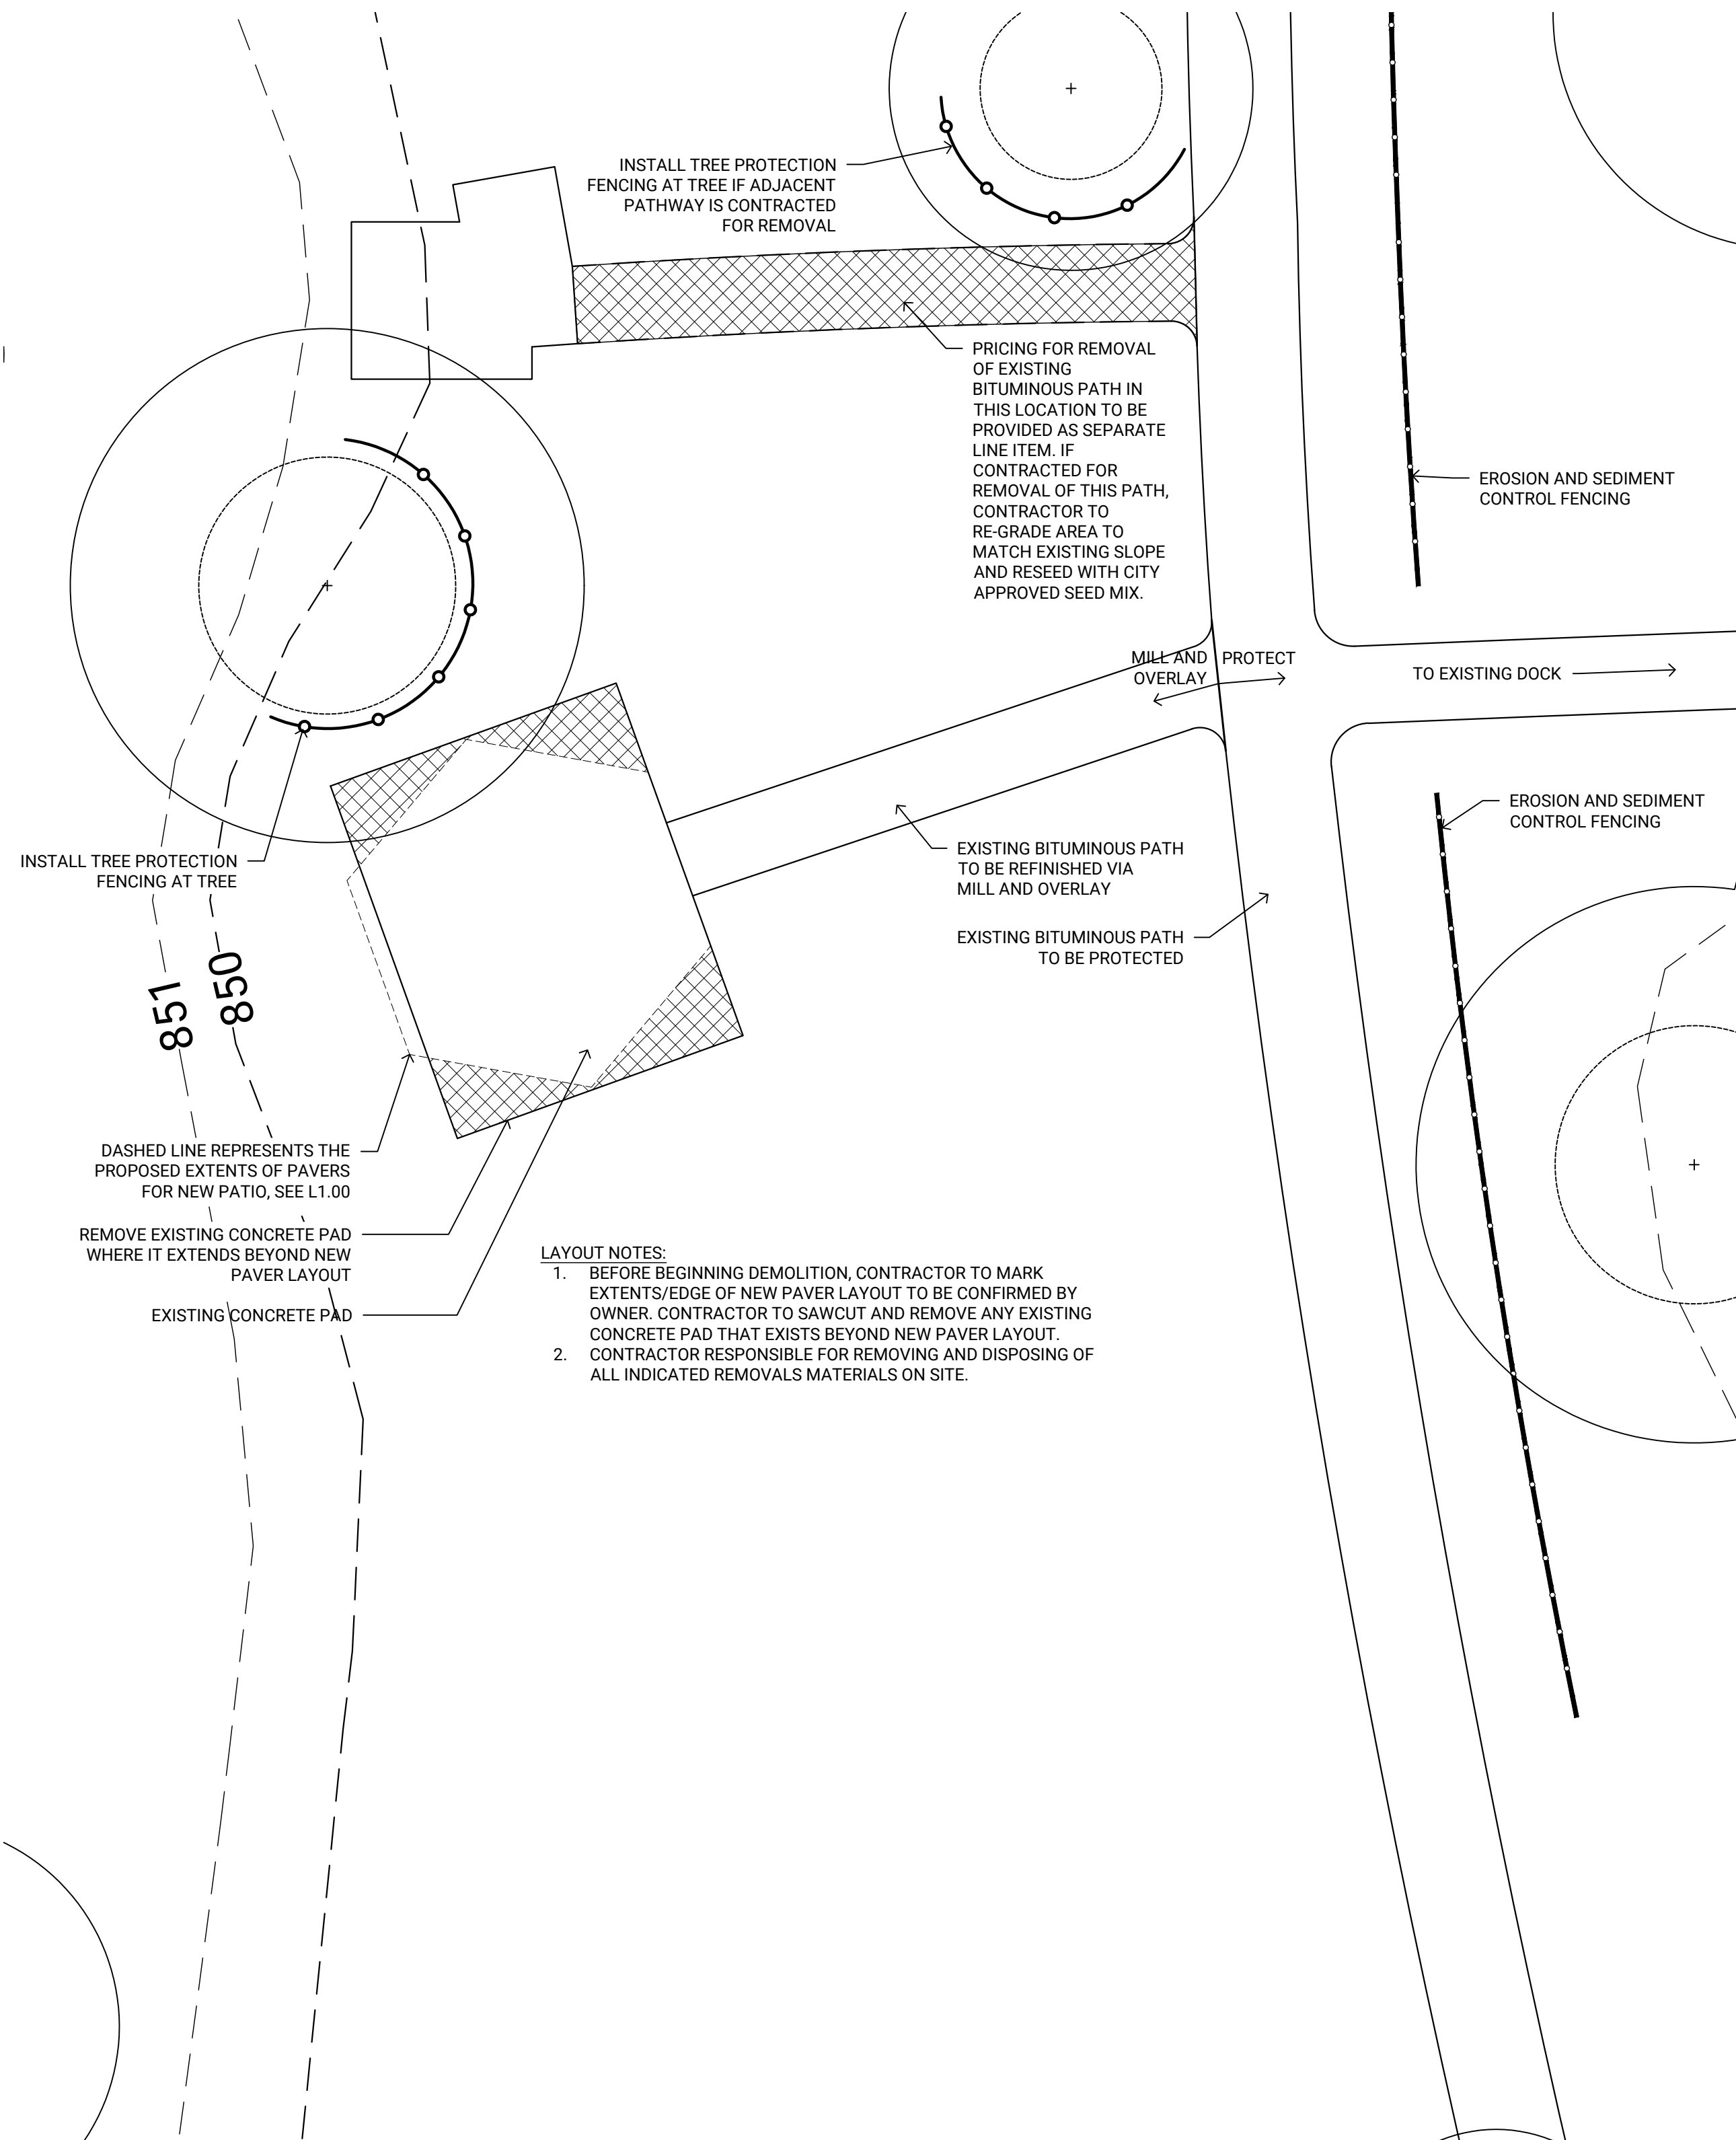 INSTALL TREE PROTECTION
FENCING AT TREE IF ADJACENT
PATHWAY IS CONTRACTED
FOR REMOVAL
PRICING FOR REMOVAL
OF EXISTING
BITUMINOUS PATH IN
THIS LOCATION TO BE
PROVIDED AS SEPARATE
LINE ITEM. IF
CONTRACTED FOR
REMOVAL OF THIS PATH,
CONTRACTOR TO
RE-GRADE AREA TO
MATCH EXISTING SLOPE
AND RESEED WITH CITY
APPROVED SEED MIX.
EROSION AND SEDIMENT
CONTROL FENCING
MILL AND
OVERLAY
PROTECT
TO EXISTING DOCK
EROSION AND SEDIMENT
CONTROL FENCING
INSTALL TREE PROTECTION
FENCING AT TREE
EXISTING BITUMINOUS PATH
TO BE REFINISHED VIA
MILL AND OVERLAY
EXISTING BITUMINOUS PATH
TO BE PROTECTED
851
850
DASHED LINE REPRESENTS THE
PROPOSED EXTENTS OF PAVERS
FOR NEW PATIO, SEE L1.00
REMOVE EXISTING CONCRETE PAD
WHERE IT EXTENDS BEYOND NEW
PAVER LAYOUT
EXISTING CONCRETE PAD
LAYOUT NOTES:
1. BEFORE BEGINNING DEMOLITION, CONTRACTOR TO MARK
EXTENTS/EDGE OF NEW PAVER LAYOUT TO BE CONFIRMED BY
OWNER. CONTRACTOR TO SAWCUT AND REMOVE ANY EXISTING
CONCRETE PAD THAT EXISTS BEYOND NEW PAVER LAYOUT.
2. CONTRACTOR RESPONSIBLE FOR REMOVING AND DISPOSING OF
ALL INDICATED REMOVALS MATERIALS ON SITE.